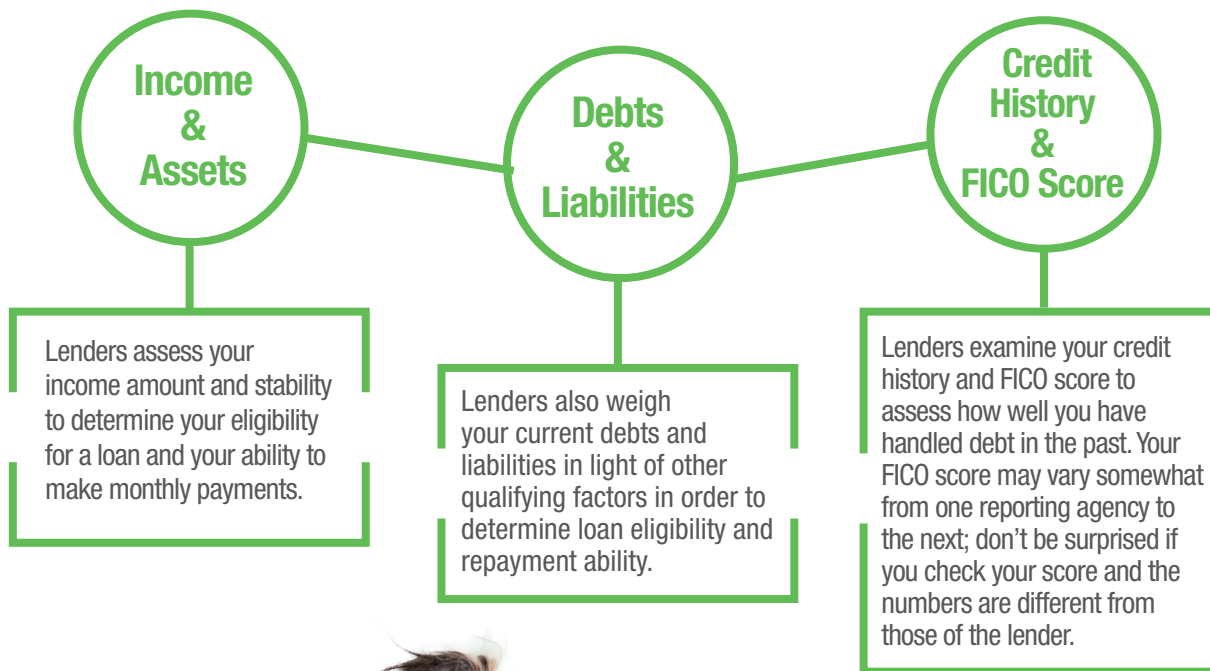 Income
&
Assets
Debts
&
Liabilities
Credit
History
&
FICO Score
Lenders assess your
income amount and stability
to determine your eligibility
for a loan and your ability to
make monthly payments.
Lenders also weigh
your current debts and
liabilities in light of other
qualifying factors in order to
determine loan eligibility and
repayment ability.
Lenders examine your credit
history and FICO score to
assess how well you have
handled debt in the past. Your
FICO score may vary somewhat
from one reporting agency to
the next; don’t be surprised if
you check your score and the
numbers are different from
those of the lender.